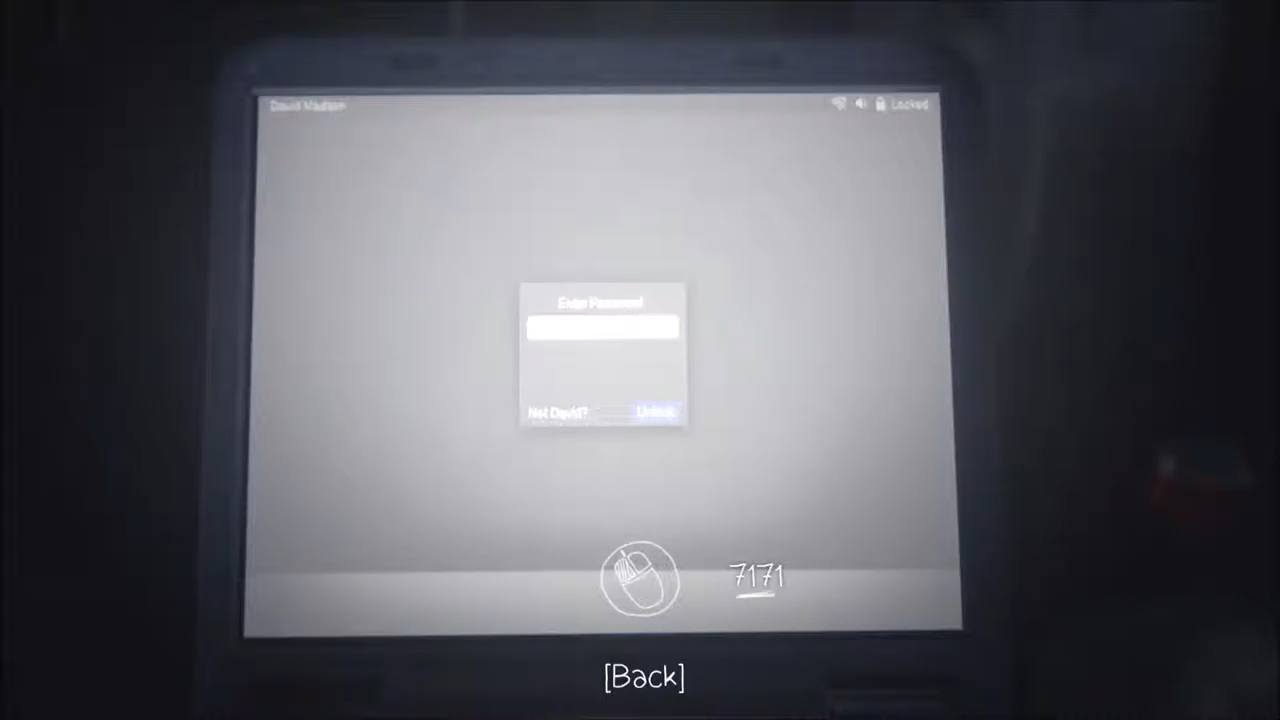 David Madsen
Locked
Enter Password
Not David?
Unlock
7171
[Back]